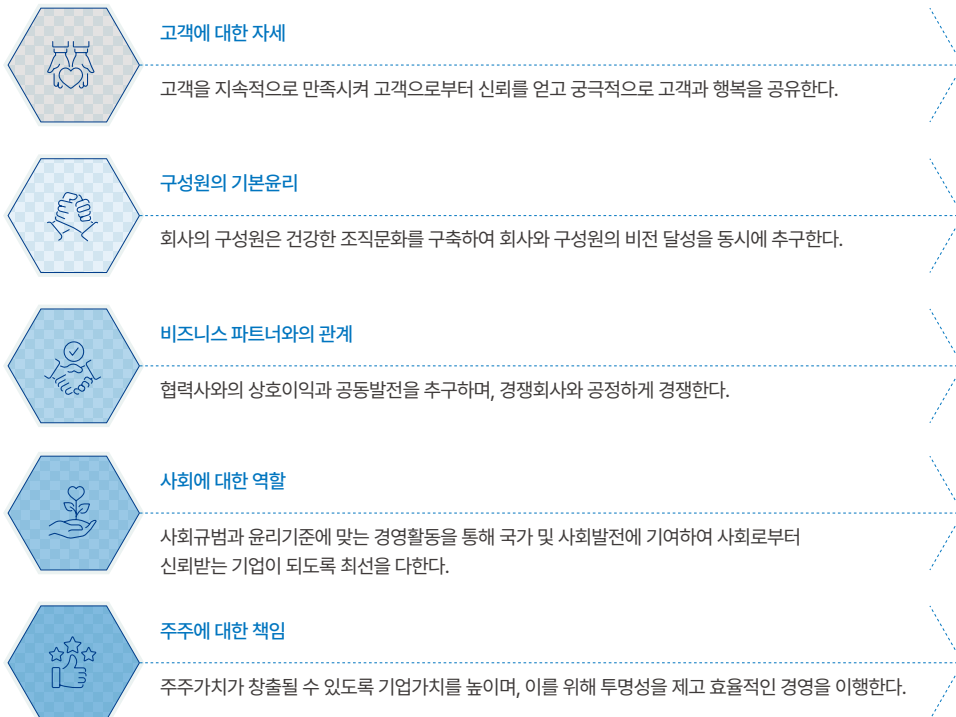 고객에 대한 자세
고객을 지속적으로 만족시켜 고객으로부터 신뢰를 얻고 궁극적으로 고객과 행복을 공유한다.
구성원의 기본윤리
회사의 구성원은 건강한 조직문화를 구축하여 회사와 구성원의 비전 달성을 동시에 추구한다.
비즈니스 파트너와의 관계
협력사와의 상호이익과 공동발전을 추구하며, 경쟁회사와 공정하게 경쟁한다.
사회에 대한 역할
사회규범과 윤리기준에 맞는 경영활동을 통해 국가 및 사회발전에 기여하여 사회로부터
신뢰받는 기업이 되도록 최선을 다한다.
주주에 대한 책임
주주가치가 창출될 수 있도록 기업가치를 높이며, 이를 위해 투명성을 제고 효율적인 경영을 이행한다.